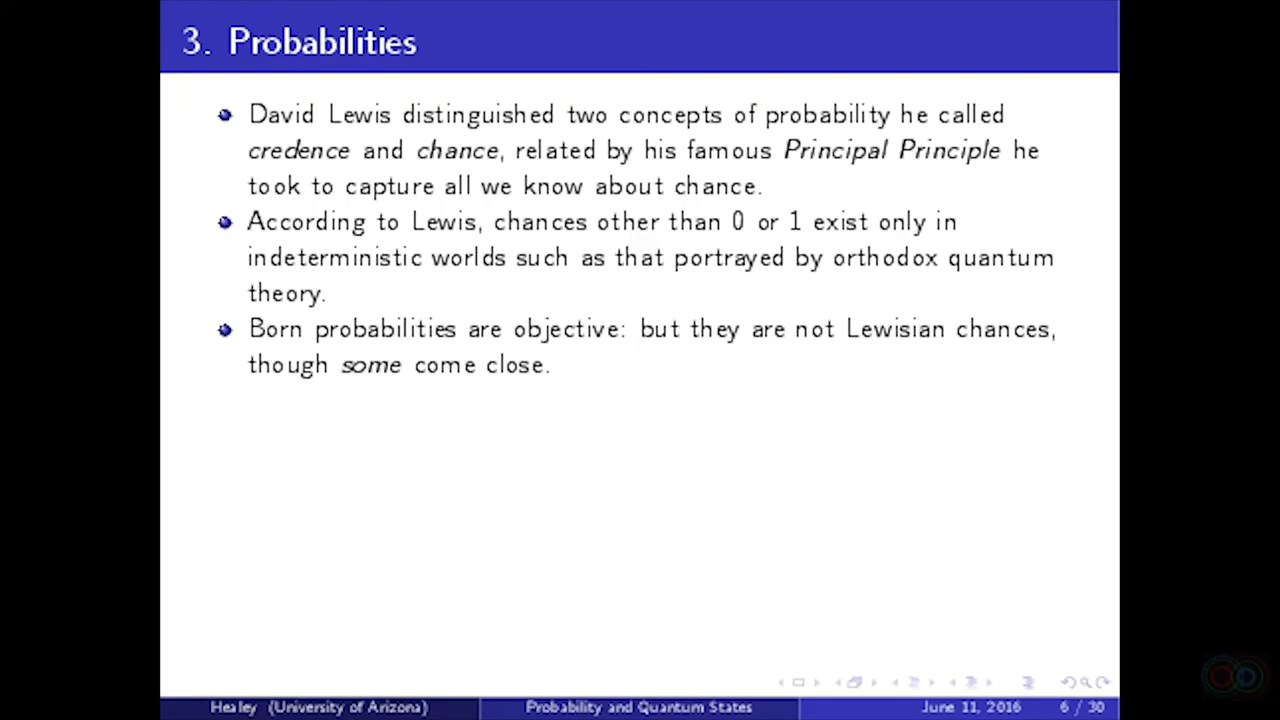 3. Probabilities
David Lewis distinguished two concepts of probability he called
credence and chance, related by his famous Principal Principle he
took to capture all we know about chance.
According to Lewis, chances other than 0 or 1 exist only in
indeterministic worlds such as that portrayed by orthodox quantum
theory.
Born probabilities are objective: but they are not Lewisian chances,
though some come close.
Healey (University of Arizona) Probability and Quantum States June 11, 2016 6 / 30